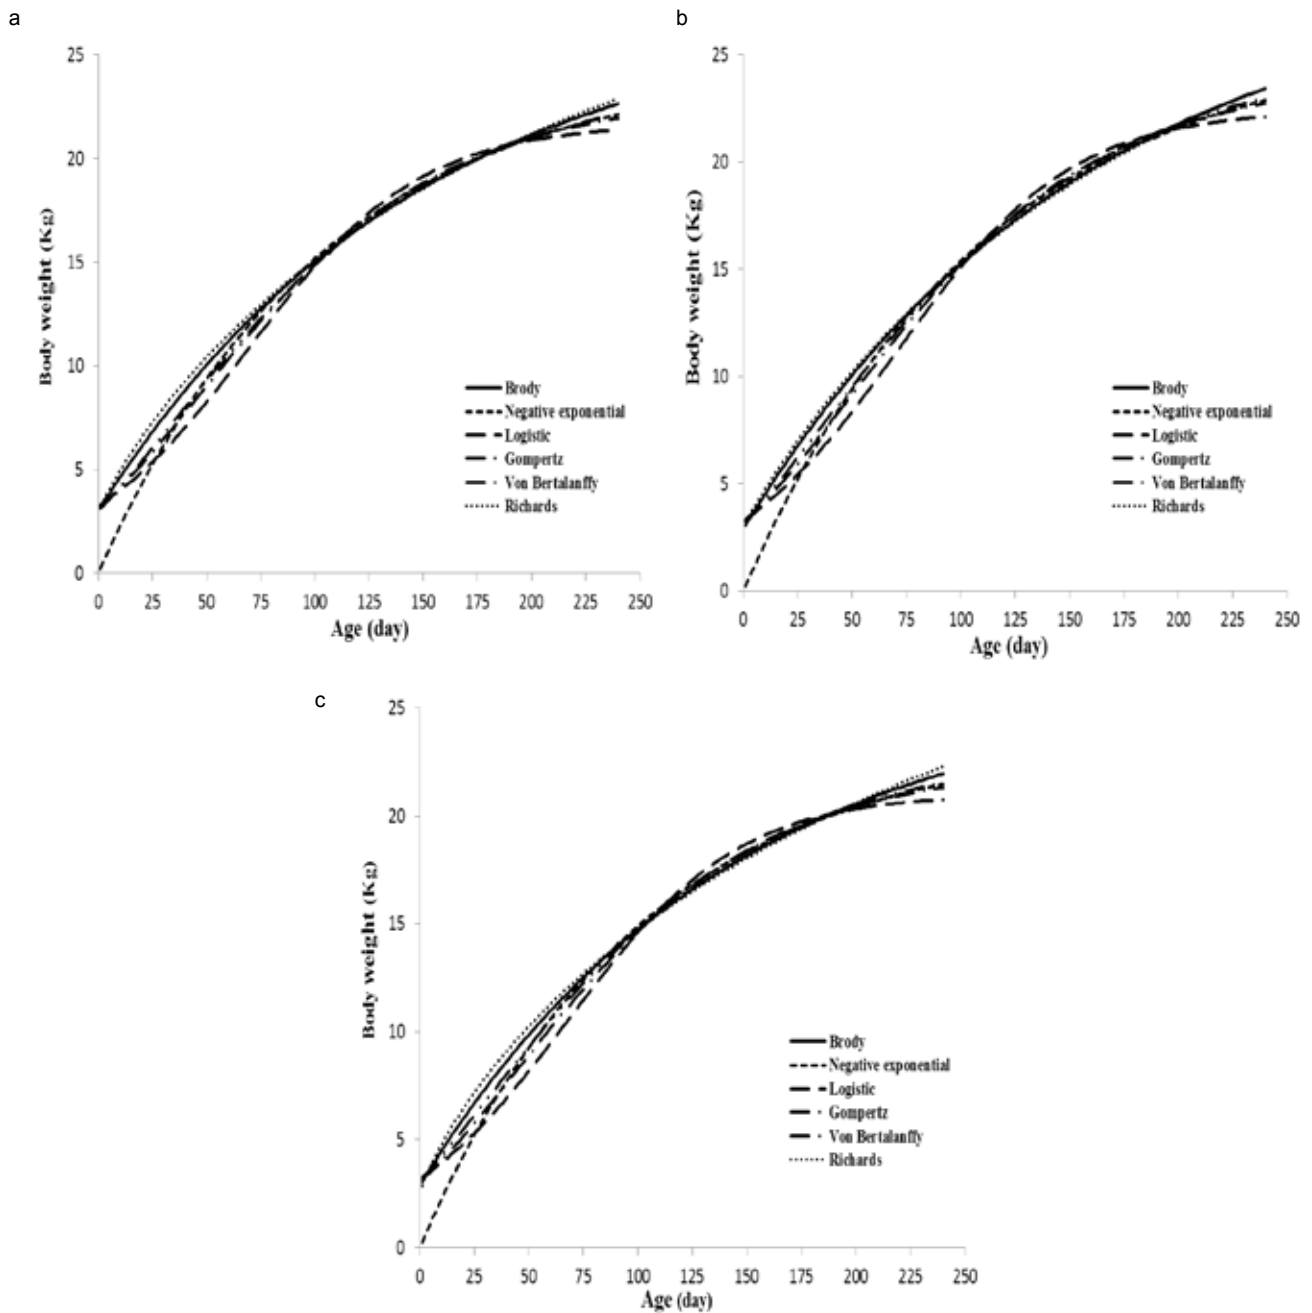 a
25
20
15
10
5
0
Body weight (Kg)
Brody
Negative exponential
Logistic
Gompertz
Von Bertalanffy
Richards
0 25 50 75 100 125 150 175 200 225 250
Age (day)
b
25
20
15
10
5
0
Body weight (Kg)
Brody
Negative exponential
Logistic
Gompertz
Von Bertalanffy
Richards
0 25 50 75 100 125 150 175 200 225 250
Age (day)
c
25
20
15
10
5
0
Body weight (Kg)
Brody
Negative exponential
Logistic
Gompertz
Von Bertalanffy
Richards
0 25 50 75 100 125 150 175 200 225 250
Age (day)